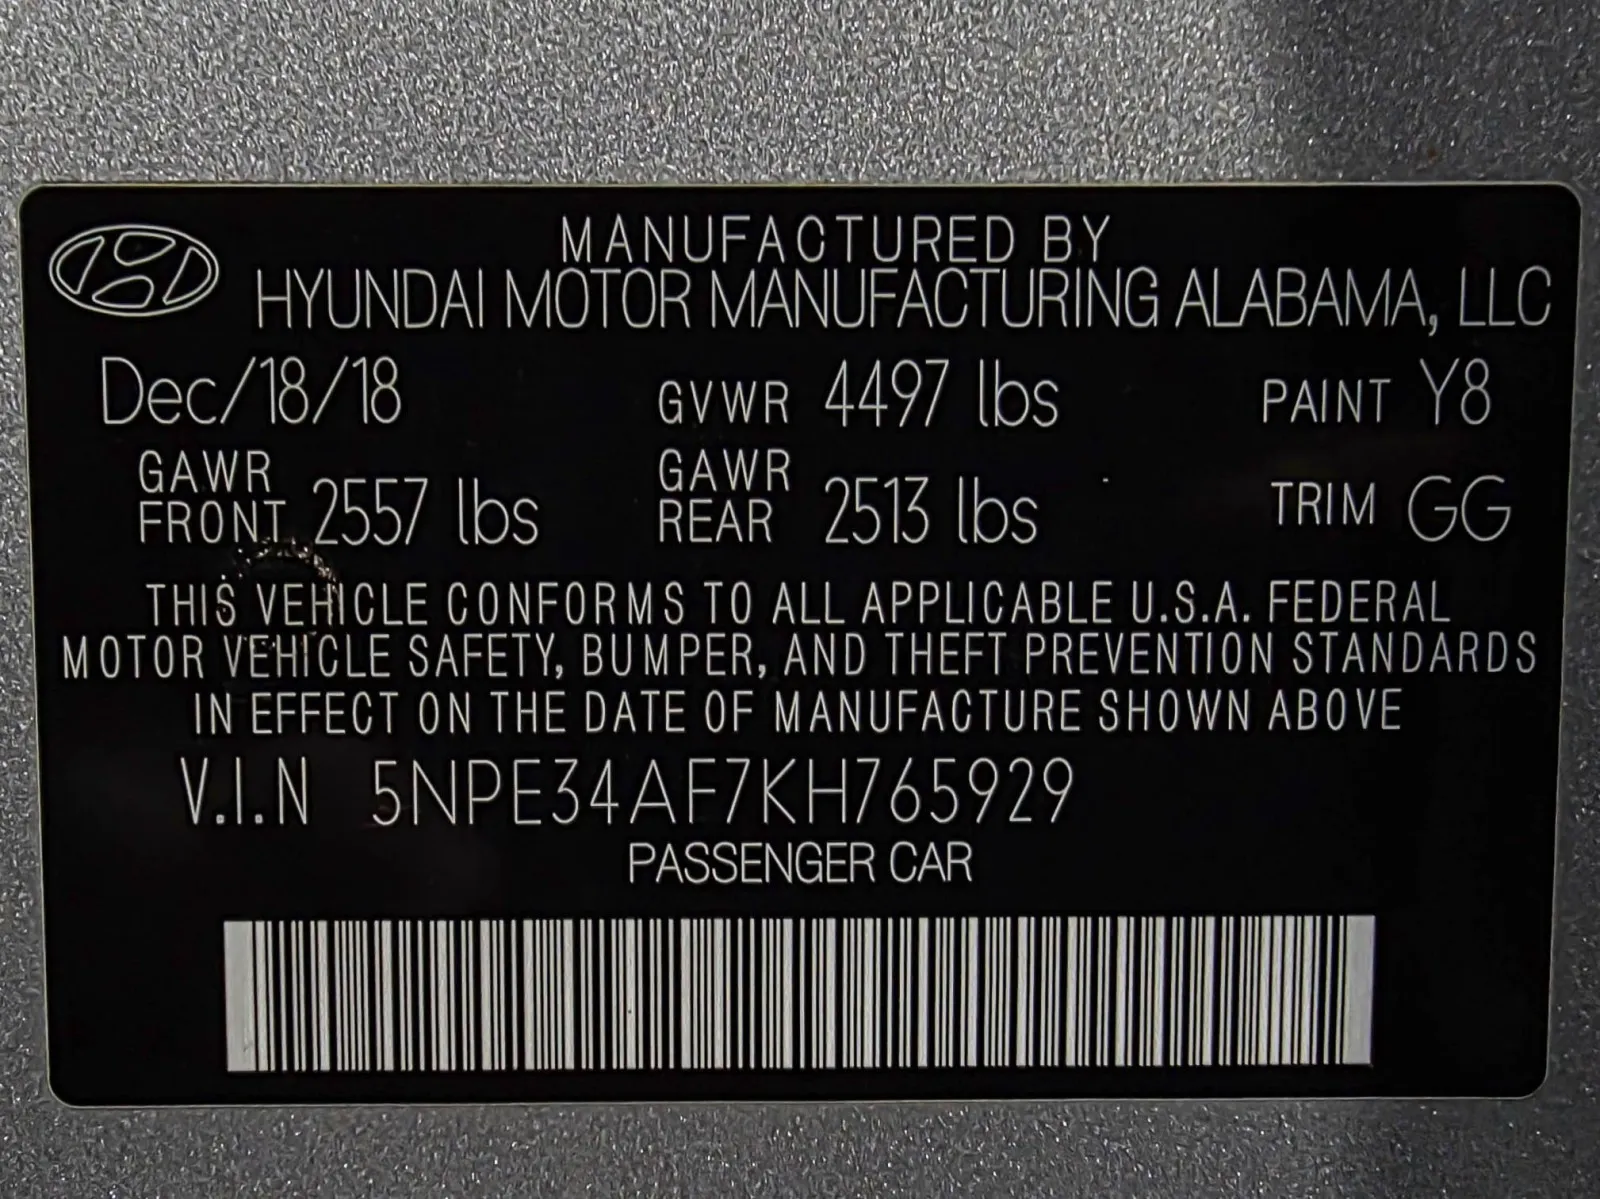 MANUFACTURED BY
HYUNDAI MOTOR MANUFACTURING ALABAMA, LLC
Dec/18/18 GVWR 4497 lbs PAINT Y8
GAWR FRONT 2557 lbs GAWR REAR 2513 lbs TRIM GG
THIS VEHICLE CONFORMS TO ALL APPLICABLE U.S.A. FEDERAL
MOTOR VEHICLE SAFETY, BUMPER, AND THEFT PREVENTION STANDARDS
IN EFFECT ON THE DATE OF MANUFACTURE SHOWN ABOVE
V.I.N 5NPE34AF7KH765929
PASSENGER CAR